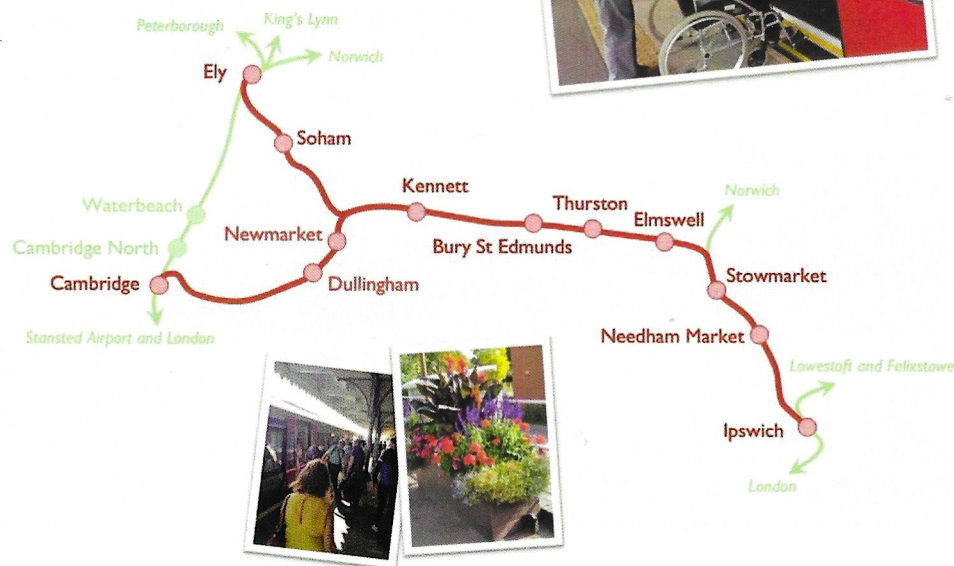 King's Lynn
Peterborough
Norwich
Ely
Soham
Kennett
Norwich
Thurston
Waterbeach
Elmswell
Newmarket
Cambridge North
Bury St Edmunds
Stowmarket
Cambridge
Dullingham
Needham Market
Stansted Airport and London
Lowestoft and Felixstowe
Ipswich
London